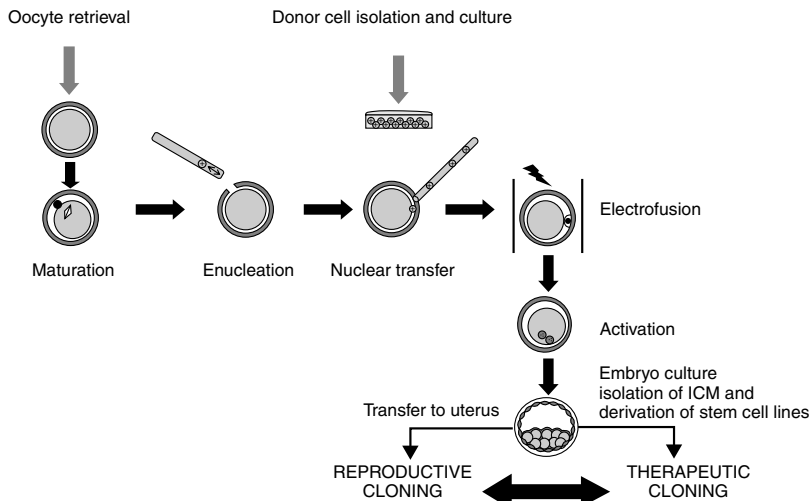 Oocyte retrieval
Donor cell isolation and culture
Maturation
Enucleation
Nuclear transfer
Electrofusion
Activation
Embryo culture
isolation of ICM and
derivation of stem cell lines
Transfer to uterus
REPRODUCTIVE
CLONING
THERAPEUTIC
CLONING